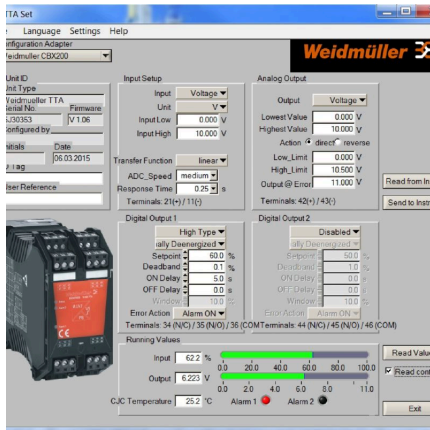 TTA Set
Language Settings Help
onfiguration Adapter
Weidmüller CBX200
Weidmüller
Unit ID
Unit Type
Weidmueller TTA
Serial No
Firmware
SJ30353
V 1.06
Configured by
Initials
Date
06.03.2015
ID Tag
User Reference
Input Setup
Input Voltage
Unit V
Input Low 0.000 V
Input High 10.000 V
Transfer Function linear
ADC_Speed medium
Response Time 0.25 s
Terminals: 21(+) / 11(-)
Analog Output
Output Voltage
Lowest Value 0.000 V
Highest Value 10.000 V
Action direct reverse
Low_Limit 0.000 V
High_Limit 10.500 V
Output @ Error 11.000 V
Terminals: 42(+) / 43(-)
Read from In
Send to Instr
Digital Output 1
High Type
ially Deenergized
Setpoint 60.0 %
Deadband 0.1 %
ON Delay 5.0 s
OFF Delay 0.0 s
Window 10.0 %
Error Action Alarm ON
Terminals: 34 (N/C) / 35 (N/O) / 36 (COM
Digital Output 2
Disabled
ially Deenergized
Setpoint 50.0 %
Deadband 1.0 %
ON Delay 0.0 s
OFF Delay 0.0 s
Window 10.0 %
Error Action Alarm ON
Terminals: 44 (N/C) / 45 (N/O) / 46 (COM)
Running Values
Input 62.2 %
0.0 20.0 40.0 60.0 80.0 100.0
Output 6.223 V
0.0 2.0 4.0 6.0 8.0 11.0
CJC Temperature 25.2 °C Alarm 1 Alarm 2
Read Value
Read cont
Exit